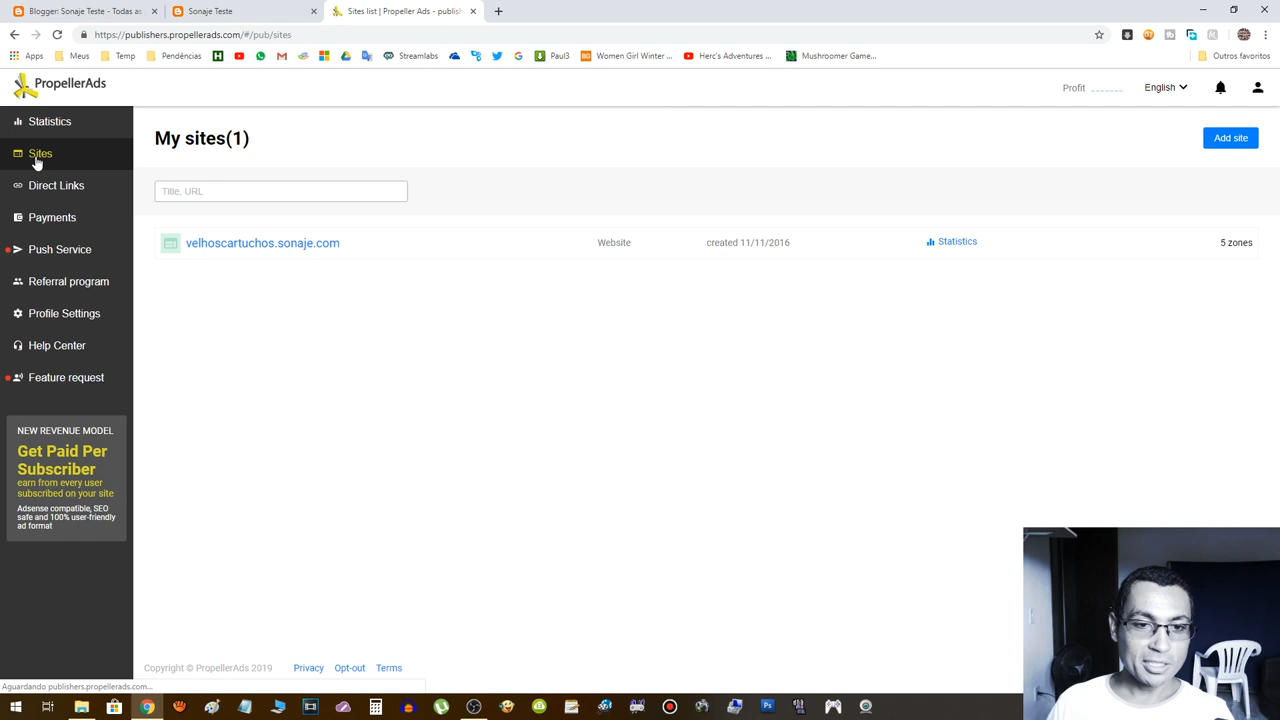 Blogger: Sonaje Teste - Todas as
Sonaje Teste
Sites list | Propeller Ads - publish
https://publishers.propellerads.com/#/pub/sites
Apps
Meus
Temp
Pendências
Streamlabs
Paul3
Women Girl Winter ...
Herc's Adventures ...
Mushroomer Game...
Outros favoritos
PropellerAds
Profit
English
Statistics
Sites
Direct Links
Payments
Push Service
Referral program
Profile Settings
Help Center
Feature request
NEW REVENUE MODEL
Get Paid Per
Subscriber
earn from every user
subscribed on your site
Adsense compatible, SEO
safe and 100% user-friendly
ad format
My sites(1)
Add site
Title, URL
velhoscartuchos.sonaje.com
Website
created 11/11/2016
Statistics
5 zones
Copyright © PropellerAds 2019
Privacy
Opt-out
Terms
Aguardando publishers.propellerads.com...